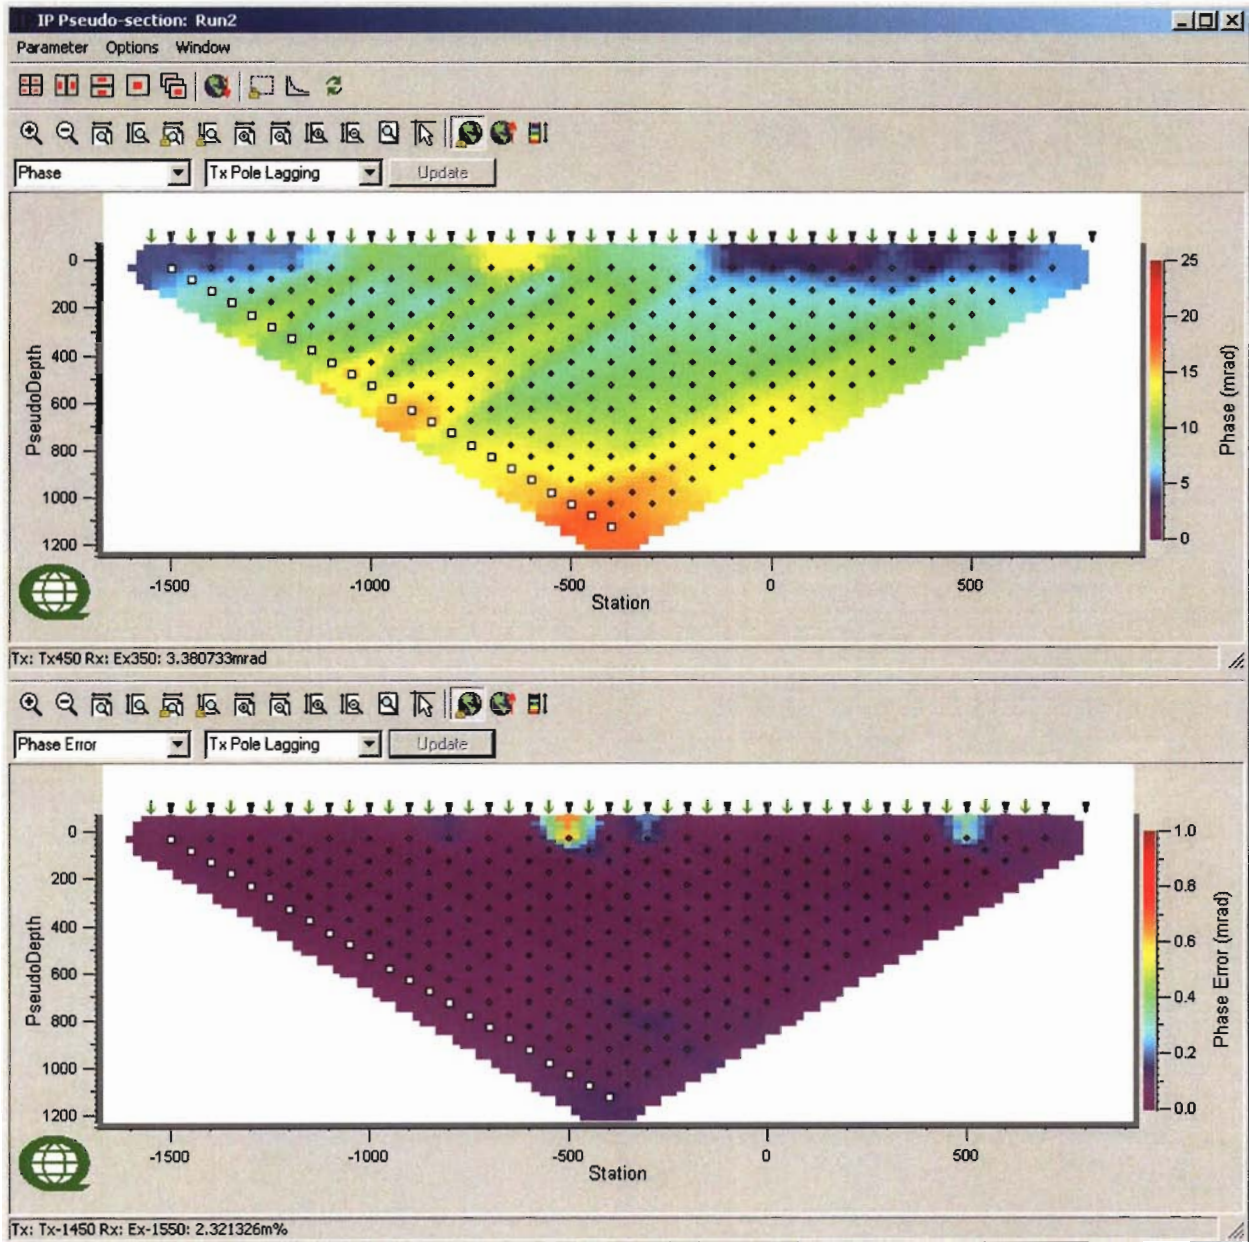 IP Pseudo-section: Run2
Parameter Options Window
Phase Tx Pole Lagging Update
0
200
400
600
800
1000
1200
PseudoDepth
-1500 -1000 -500 0 500
Station
25
20
15
10
5
0
Phase (mrad)
Tx: Tx450 Rx: Ex350: 3.380733mrad
Phase Error Tx Pole Lagging Update
0
200
400
600
800
1000
1200
PseudoDepth
-1500 -1000 -500 0 500
Station
1.0
0.8
0.6
0.4
0.2
0.0
Phase Error (mrad)
Tx: Tx-1450 Rx: Ex-1550: 2.321326m%